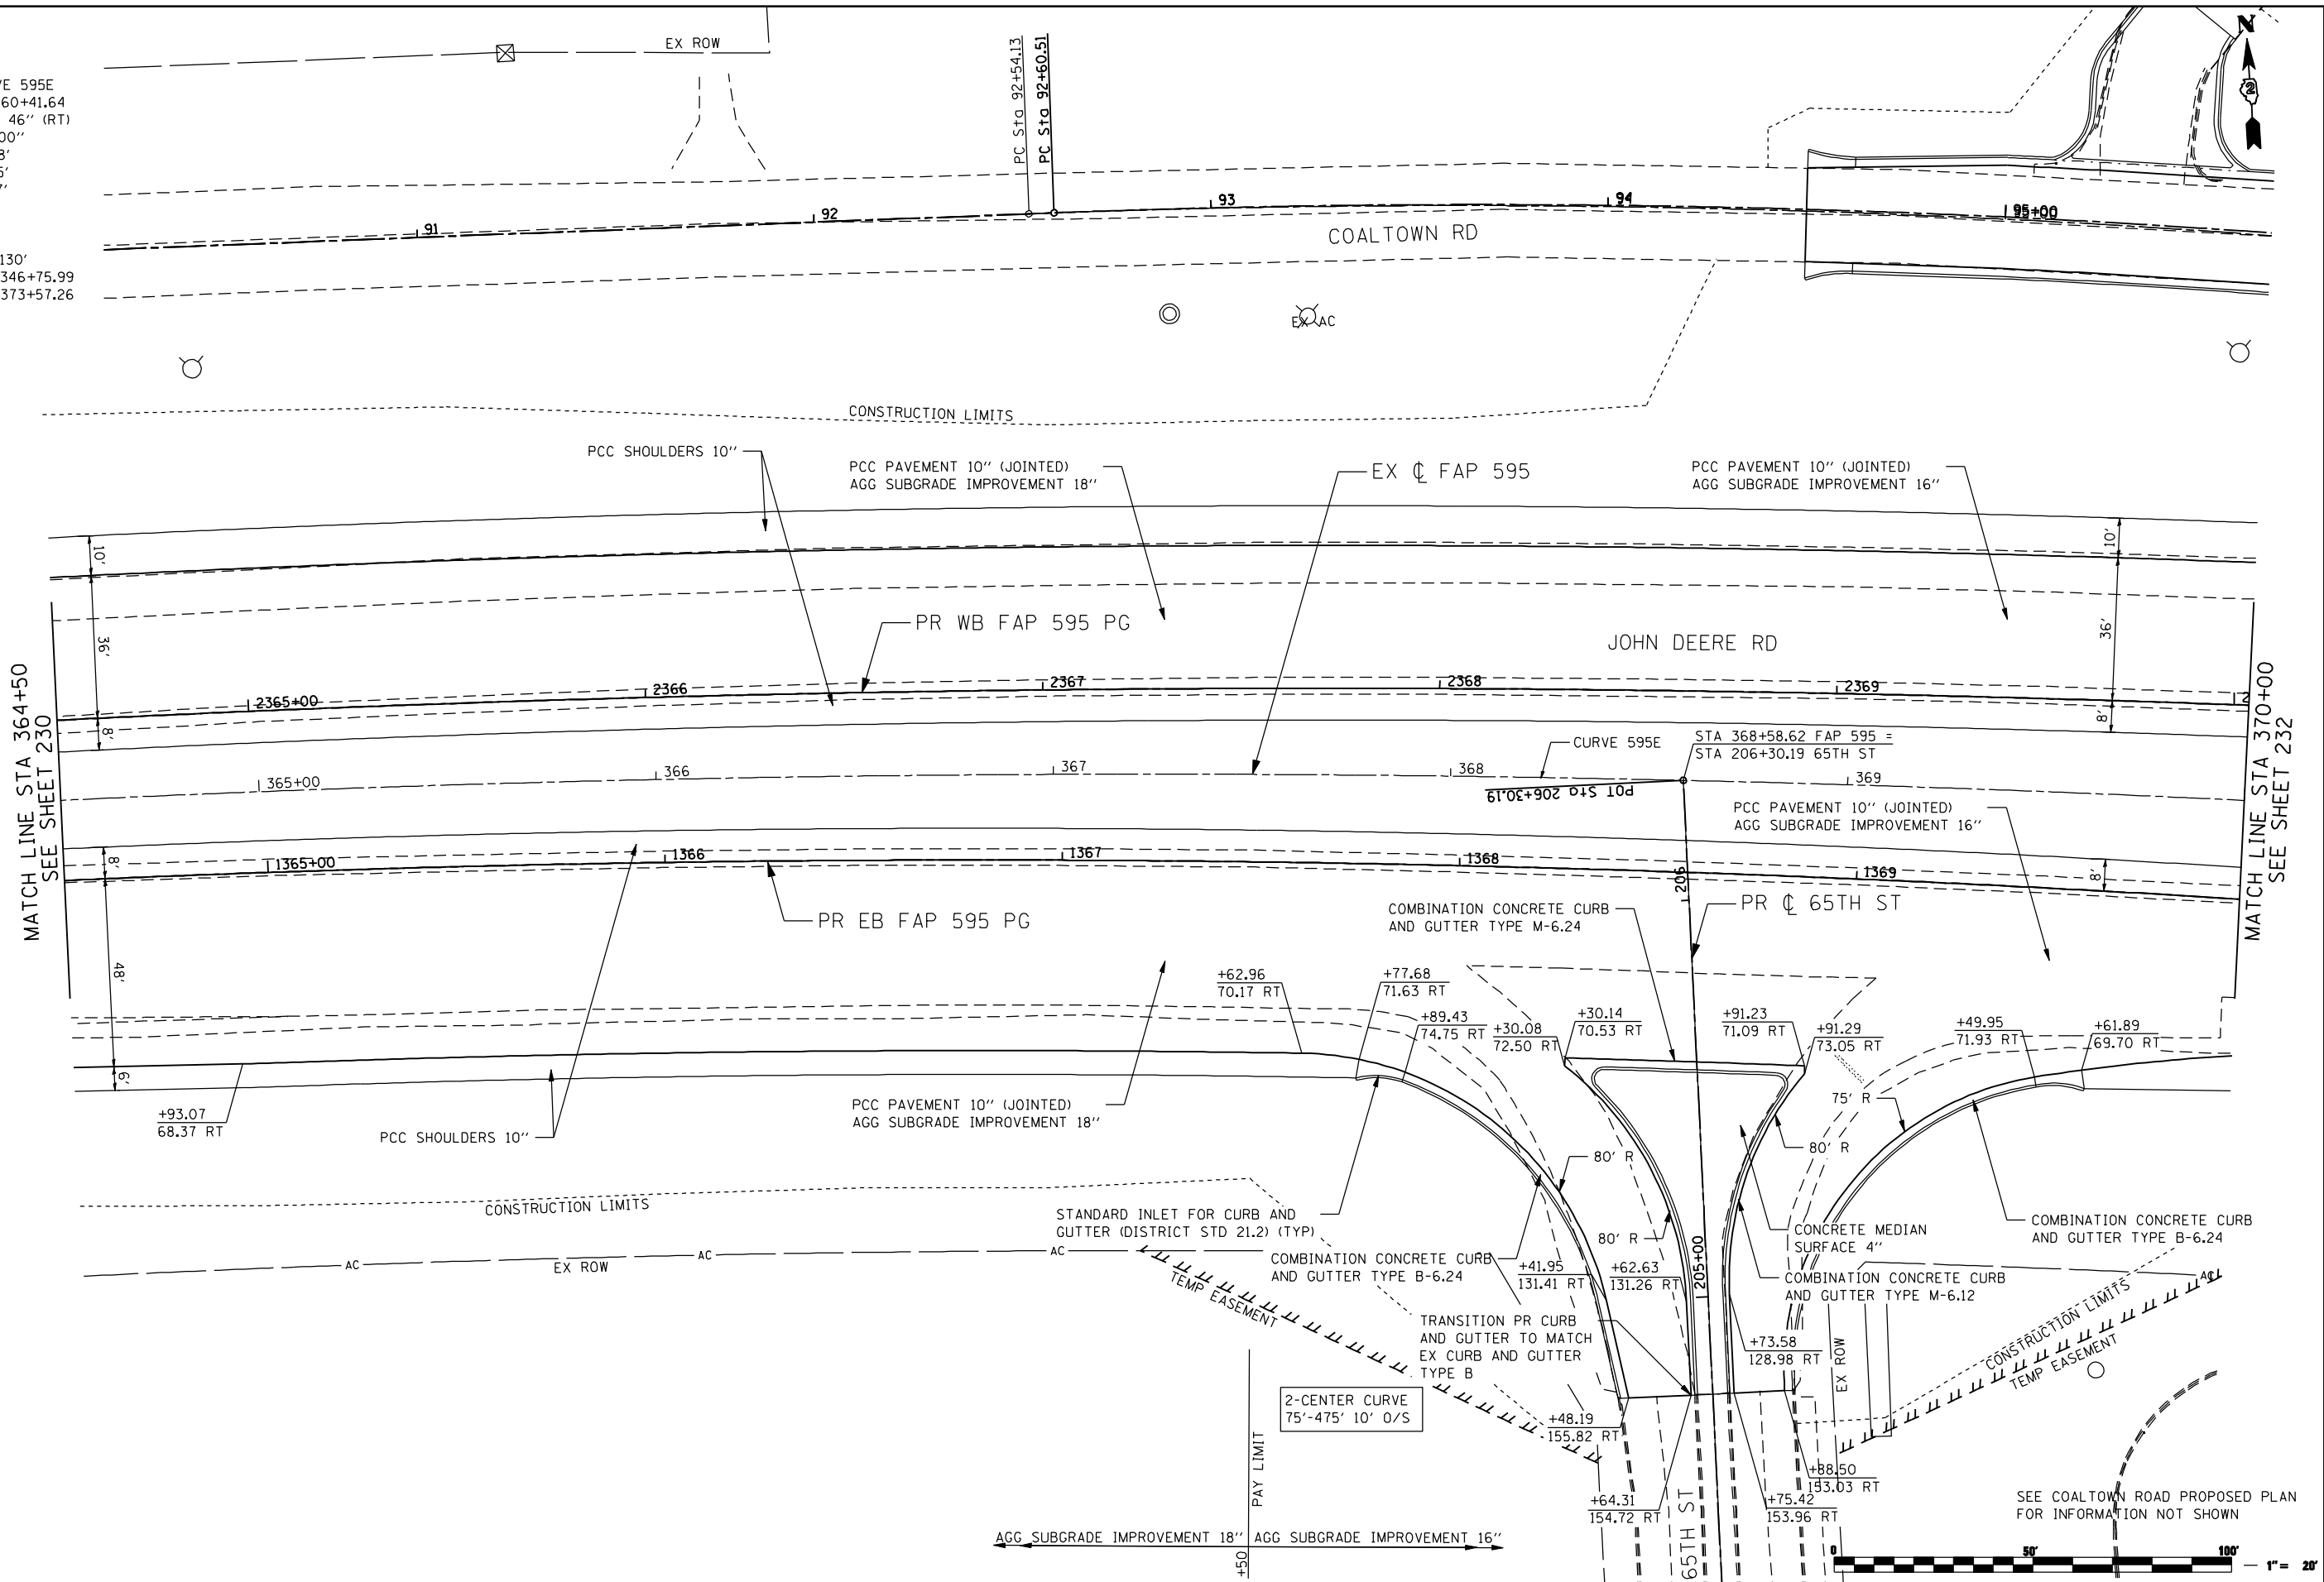 VE 595E
60+41.64
46" (RT)
00"
8'
130'
346+75.99
373+57.26
EX ROW
PC Sta 92+54.13
PC Sta 92+60.51
N
2
91
92
93
94
95+00
COALTOWN RD
EX AC
CONSTRUCTION LIMITS
PCC SHOULDERS 10"
PCC PAVEMENT 10" (JOINTED)
AGG SUBGRADE IMPROVEMENT 18"
EX ℄ FAP 595
PCC PAVEMENT 10" (JOINTED)
AGG SUBGRADE IMPROVEMENT 16"
10'
10'
36'
PR WB FAP 595 PG
JOHN DEERE RD
36'
MATCH LINE STA 364+50
SEE SHEET 230
MATCH LINE STA 370+00
SEE SHEET 232
2365+00
2366
2367
2368
2369
2
8'
8'
CURVE 595E
STA 368+58.62 FAP 595 =
STA 206+30.19 65TH ST
365+00
366
367
368
369
POT Sta 206+30.19
PCC PAVEMENT 10" (JOINTED)
AGG SUBGRADE IMPROVEMENT 16"
8'
1365+00
1366
1367
1368
1369
8'
206
PR EB FAP 595 PG
COMBINATION CONCRETE CURB
AND GUTTER TYPE M-6.24
PR ℄ 65TH ST
48'
+62.96
70.17 RT
+77.68
71.63 RT
+89.43
74.75 RT
+30.08
72.50 RT
+30.14
70.53 RT
+91.23
71.09 RT
+91.29
73.05 RT
+49.95
71.93 RT
+61.89
69.70 RT
6'
+93.07
68.37 RT
PCC SHOULDERS 10"
PCC PAVEMENT 10" (JOINTED)
AGG SUBGRADE IMPROVEMENT 18"
75' R
80' R
80' R
CONSTRUCTION LIMITS
STANDARD INLET FOR CURB AND
GUTTER (DISTRICT STD 21.2) (TYP)
80' R
CONCRETE MEDIAN
SURFACE 4"
COMBINATION CONCRETE CURB
AND GUTTER TYPE B-6.24
AC
EX ROW
AC
AC
TEMP EASEMENT
COMBINATION CONCRETE CURB
AND GUTTER TYPE B-6.24
+41.95
131.41 RT
+62.63
131.26 RT
205+00
COMBINATION CONCRETE CURB
AND GUTTER TYPE M-6.12
AC
TRANSITION PR CURB
AND GUTTER TO MATCH
EX CURB AND GUTTER
TYPE B
+73.58
128.98 RT
EX ROW
CONSTRUCTION LIMITS
TEMP EASEMENT
2-CENTER CURVE
75'-475' 10' O/S
+48.19
155.82 RT
PAY LIMIT
+88.50
153.03 RT
+64.31
154.72 RT
65TH ST
+75.42
153.96 RT
SEE COALTOWN ROAD PROPOSED PLAN
FOR INFORMATION NOT SHOWN
AGG SUBGRADE IMPROVEMENT 18"
AGG SUBGRADE IMPROVEMENT 16"
+50
0
50'
100'
1" = 20'